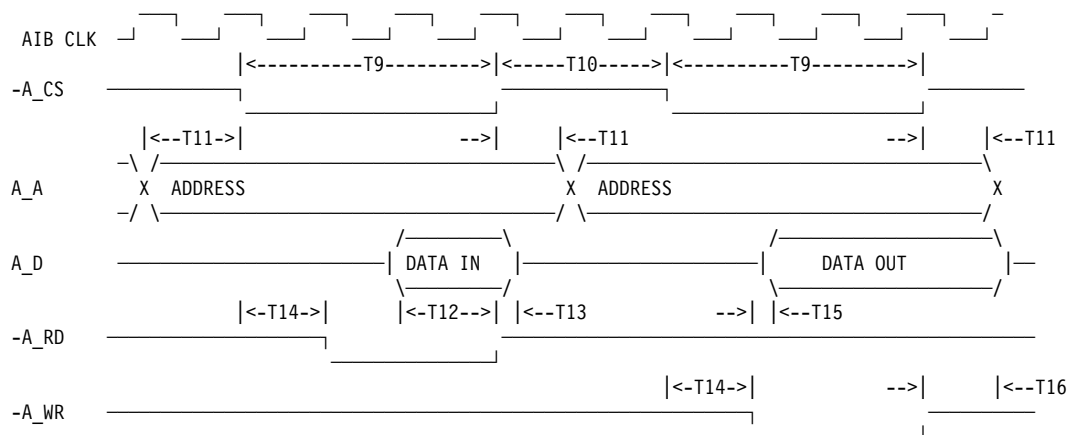 AIB CLK
|<----------T9--------->|<-----T10---->|<----------T9--------->|
-A_CS
|<--T11->| -->| |<--T11 -->| |<--T11
A_A X ADDRESS X ADDRESS X
A_D DATA IN DATA OUT
|<-T14->| |<-T12-->| |<--T13 -->| |<--T15
-A_RD
|<-T14->| -->| |<--T16
-A_WR